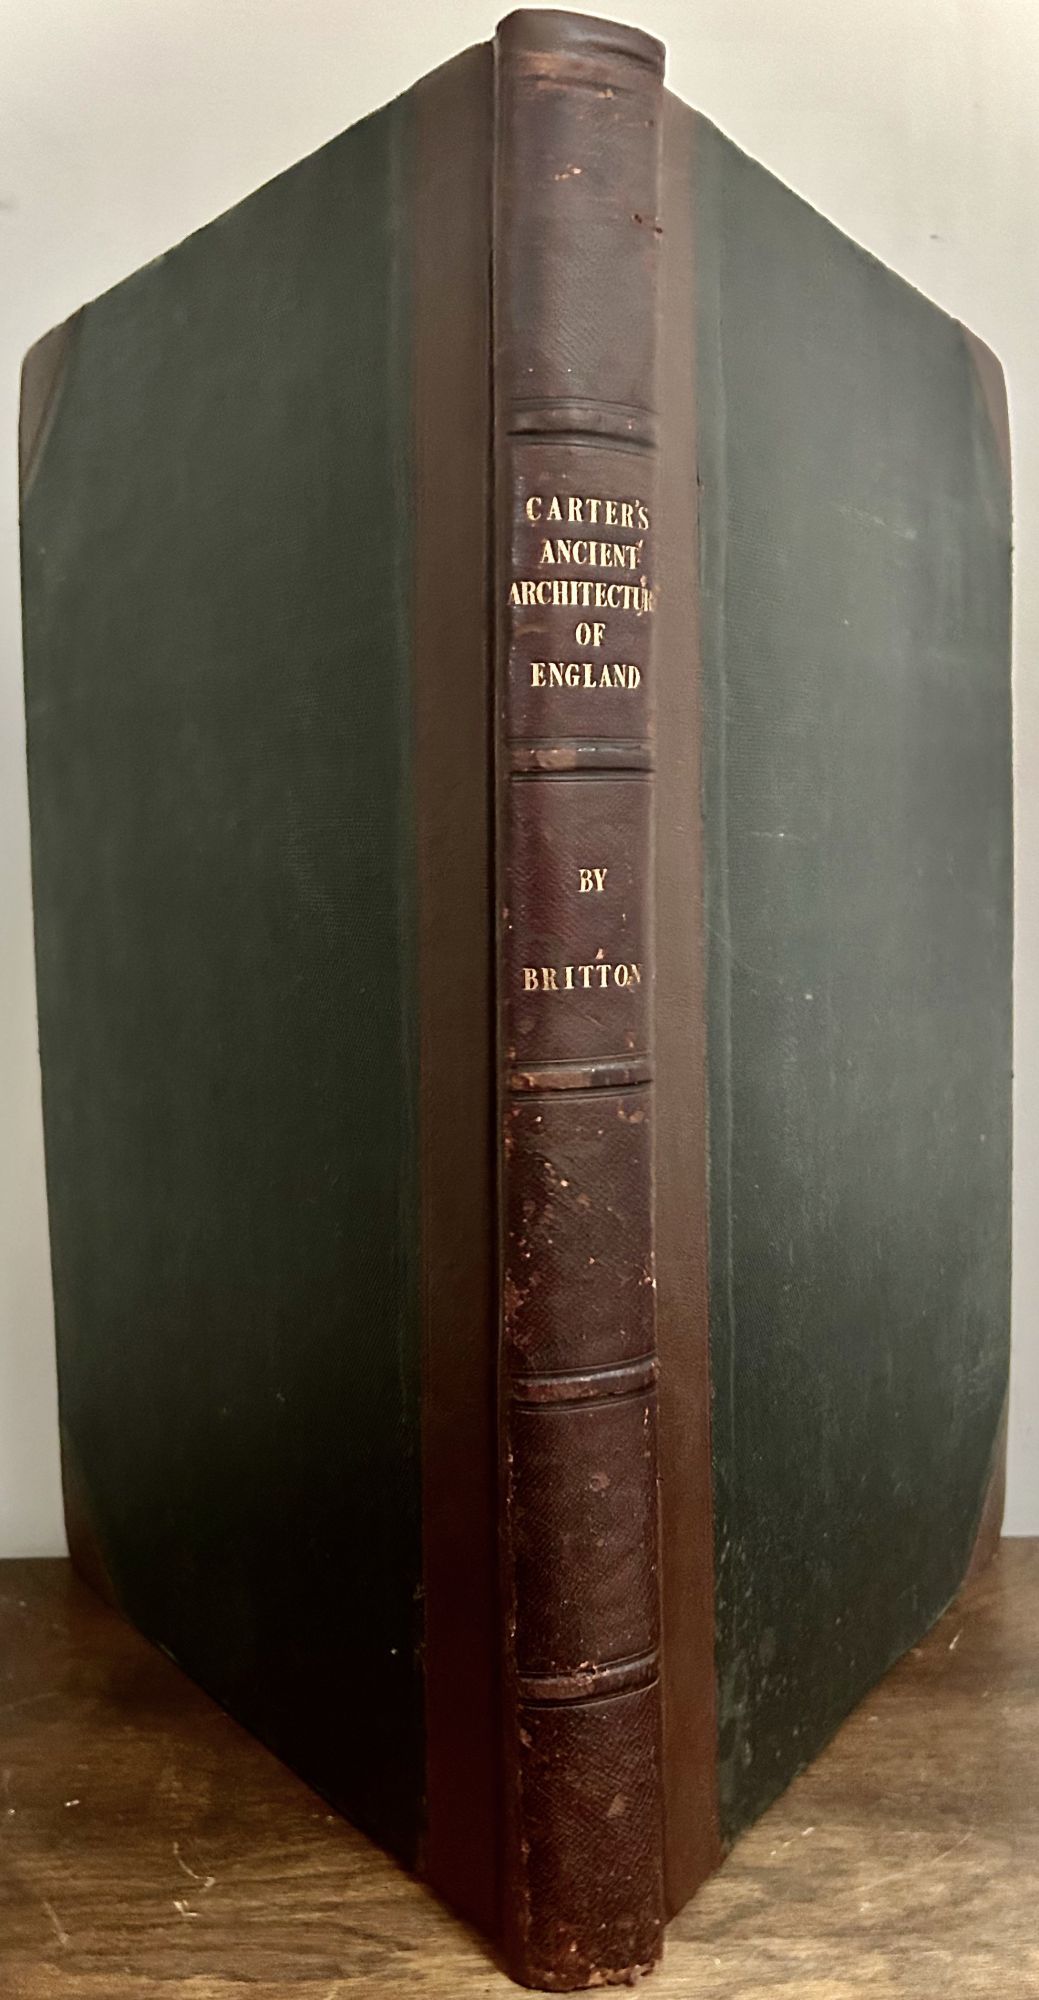 CARTER'S
ANCIENT
ARCHITECTUR
OF
ENGLAND
BY
BRITTON